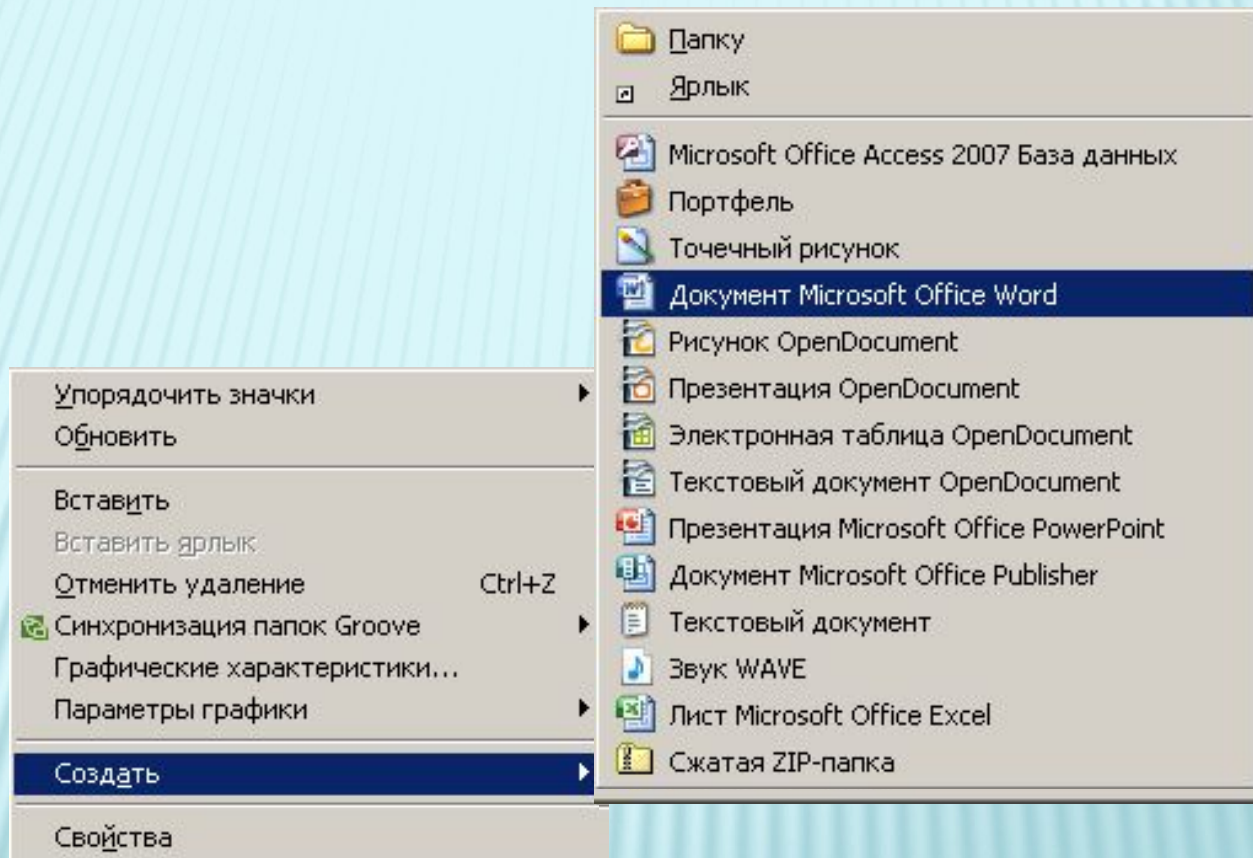 Упорядочить значки
Обновить
Вставить
Вставить ярлык
Отменить удаление Ctrl+Z
Синхронизация папок Groove
Графические характеристики...
Параметры графики
Создать
Свойства
Папку
Ярлык
Microsoft Office Access 2007 База данных
Портфель
Точечный рисунок
Документ Microsoft Office Word
Рисунок OpenDocument
Презентация OpenDocument
Электронная таблица OpenDocument
Текстовый документ OpenDocument
Презентация Microsoft Office PowerPoint
Документ Microsoft Office Publisher
Текстовый документ
Звук WAVE
Лист Microsoft Office Excel
Сжатая ZIP-папка